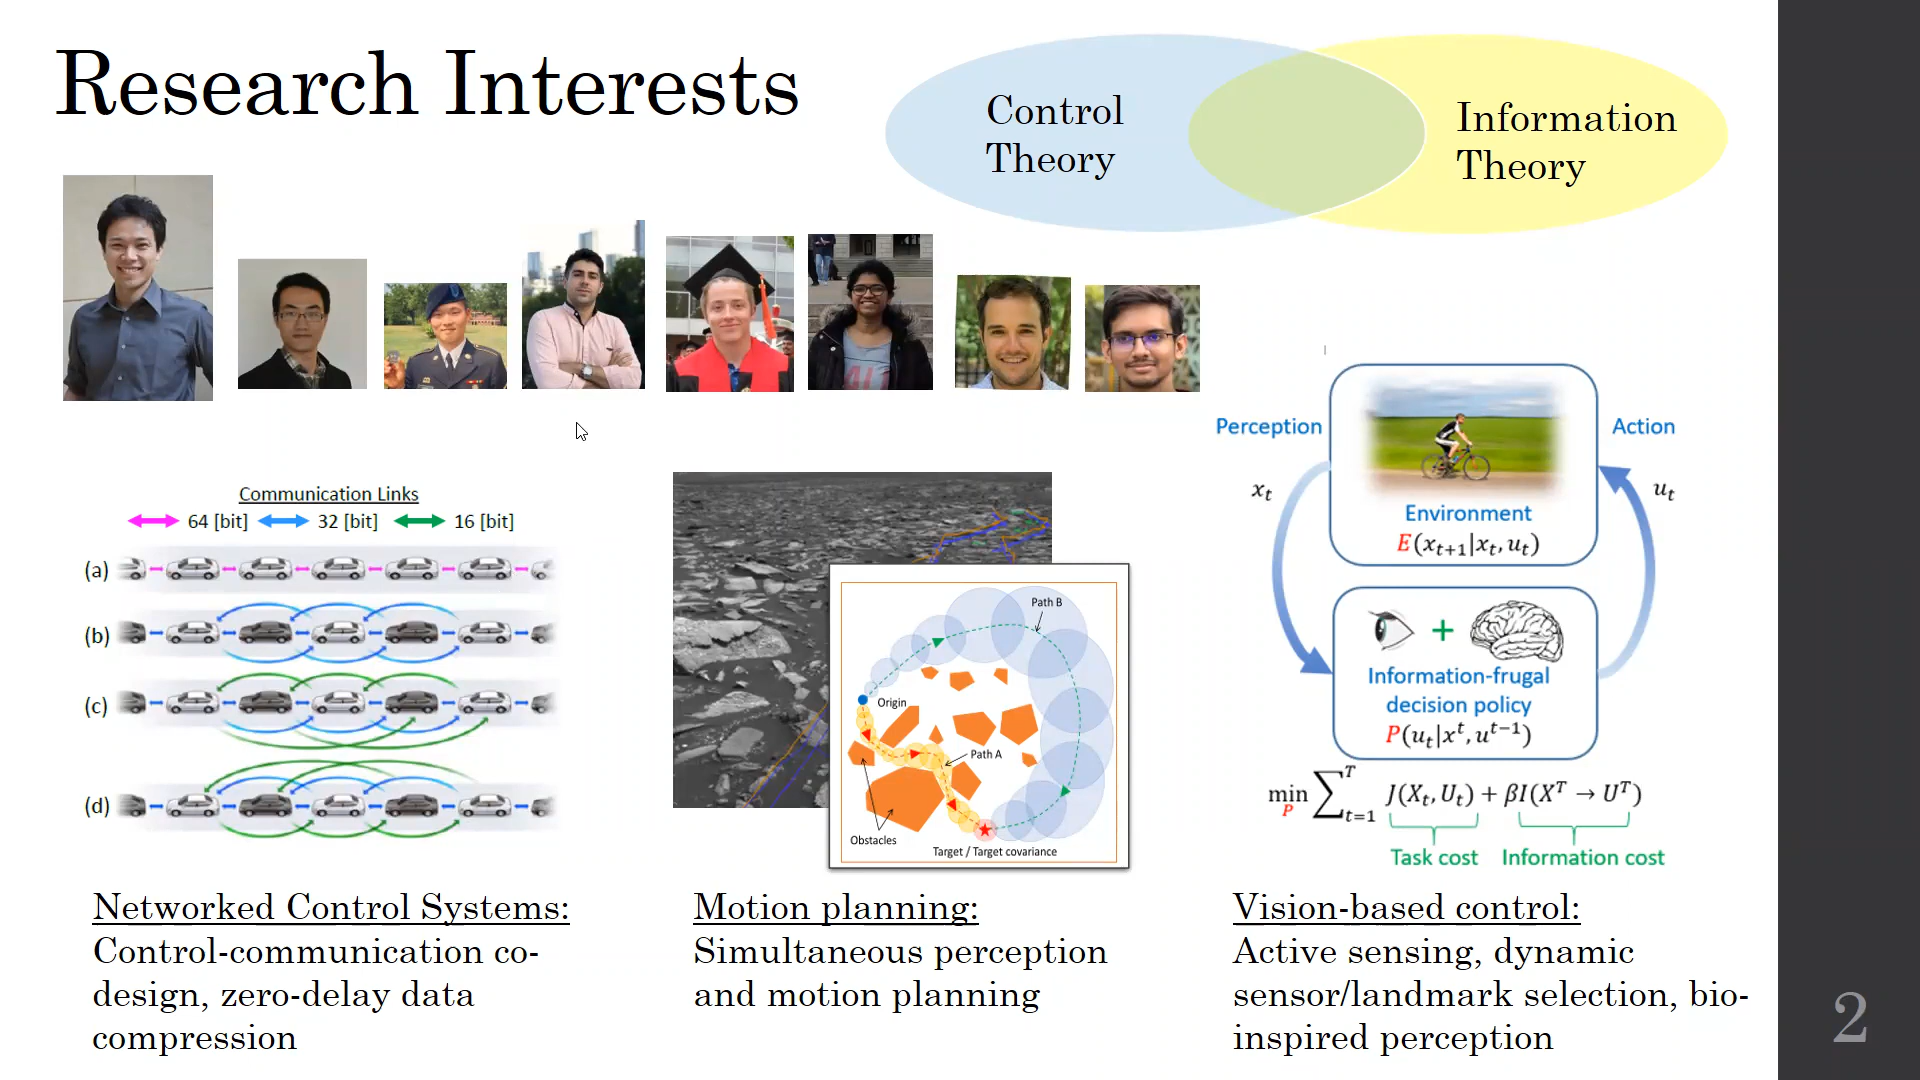 Research Interests
Control
Theory
Information
Theory
Communication Links
64 [bit] 32 [bit] 16 [bit]
(a)
(b)
(c)
(d)
Path B
Origin
Path A
Obstacles
Target / Target covariance
Perception
Action
x_t
u_t
Environment
E(x_{t+1}|x_t, u_t)
+
Information-frugal
decision policy
P(u_t|x^t, u^{t-1})
min_P ∑_{t=1}^T J(X_t, U_t) + βI(X^T → U^T)
Task cost Information cost
Networked Control Systems:
Control-communication co-
design, zero-delay data
compression
Motion planning:
Simultaneous perception
and motion planning
Vision-based control:
Active sensing, dynamic
sensor/landmark selection, bio-
inspired perception
2